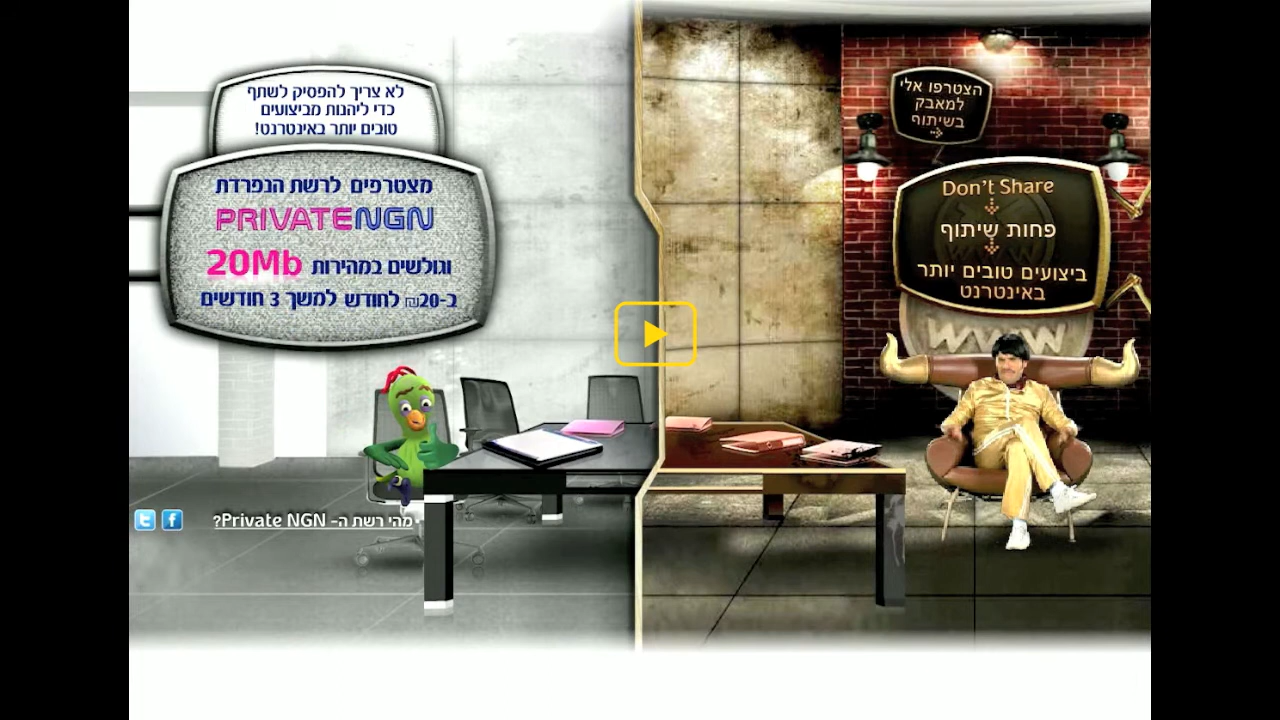 לא צריך להפסיק לשתף
כדי ליהנות מביצועים
טובים יותר באינטרנט!
מצטרפים לרשת הנפרדת
PRIVATENGN
וגולשים במהירות 20Mb
ב-20₪ לחודש למשך 3 חודשים
מהי רשת ה- Private NGN?
הצטרפו אלי
למאבק
בשיתוף
Don't Share
פחות שיתוף
ביצועים טובים יותר
באינטרנט
www